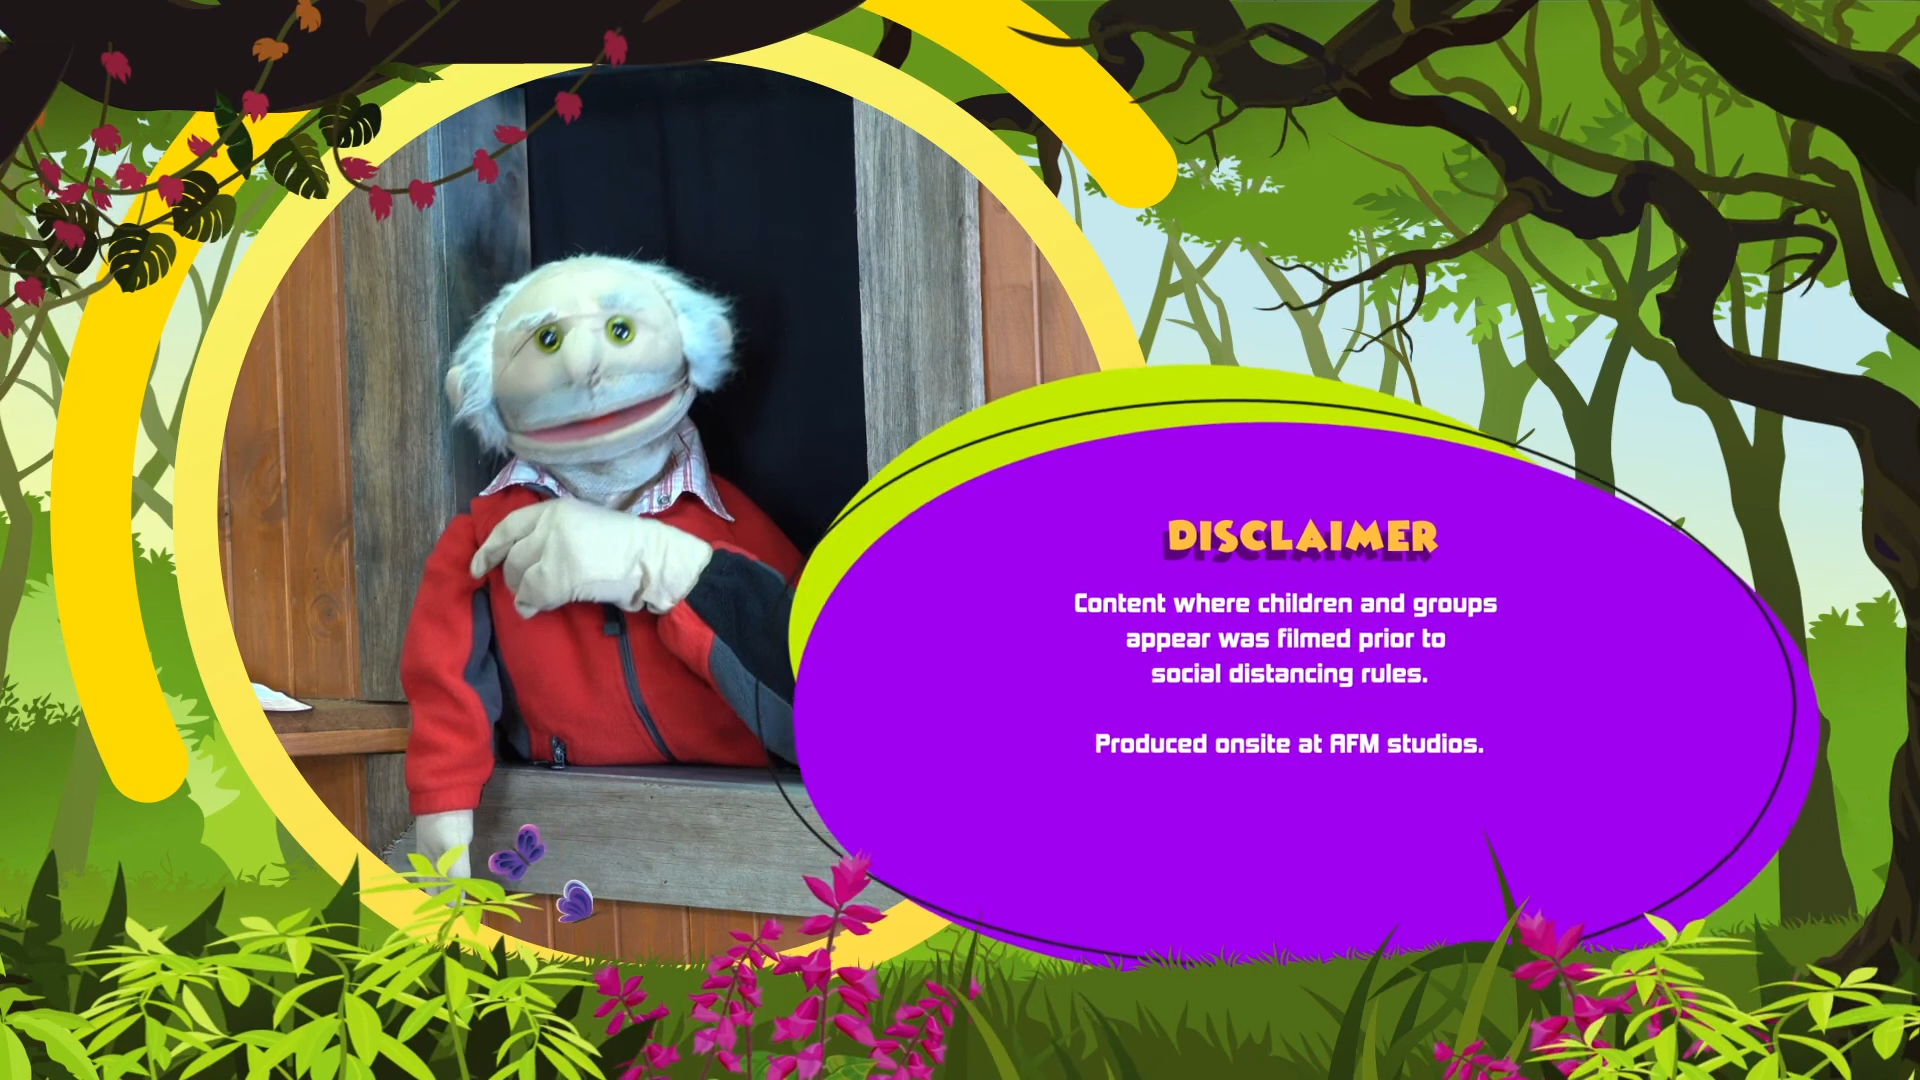 DISCLAIMER
Content where children and groups
appear was filmed prior to
social distancing rules.
Produced onsite at AFM studios.